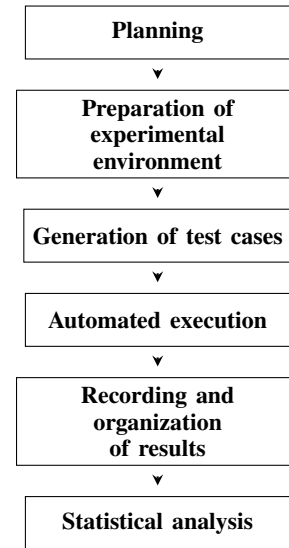 Planning
Preparation of
experimental
environment
Generation of test cases
Automated execution
Recording and
organization
of results
Statistical analysis